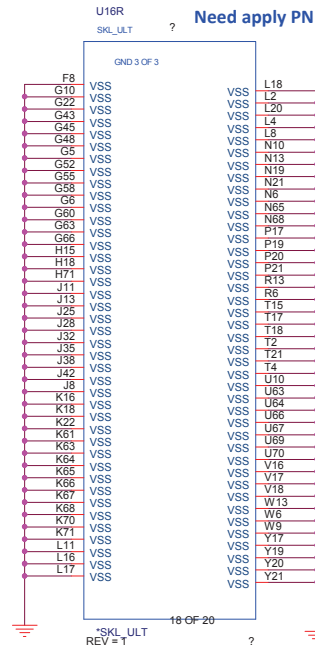 U16R
Need apply PN
SKL_ULT
?
GND 3 OF 3
F8 VSS
G10 VSS
G22 VSS
G43 VSS
G45 VSS
G48 VSS
G5 VSS
G52 VSS
G55 VSS
G58 VSS
G6 VSS
G60 VSS
G63 VSS
G66 VSS
H15 VSS
H18 VSS
H71 VSS
J11 VSS
J13 VSS
J25 VSS
J28 VSS
J32 VSS
J35 VSS
J38 VSS
J42 VSS
J8 VSS
K16 VSS
K18 VSS
K22 VSS
K61 VSS
K63 VSS
K64 VSS
K65 VSS
K66 VSS
K67 VSS
K68 VSS
K70 VSS
K71 VSS
L11 VSS
L16 VSS
L17 VSS
VSS L18
VSS L2
VSS L20
VSS L4
VSS L8
VSS N10
VSS N13
VSS N19
VSS N21
VSS N6
VSS N65
VSS N68
VSS P17
VSS P19
VSS P20
VSS P21
VSS R13
VSS R6
VSS T15
VSS T17
VSS T18
VSS T2
VSS T21
VSS T4
VSS U10
VSS U63
VSS U64
VSS U66
VSS U67
VSS U69
VSS U70
VSS V16
VSS V17
VSS V18
VSS W13
VSS W6
VSS W9
VSS Y17
VSS Y19
VSS Y20
VSS Y21
18 OF 20
*SKL_ULT
REV = 1
?